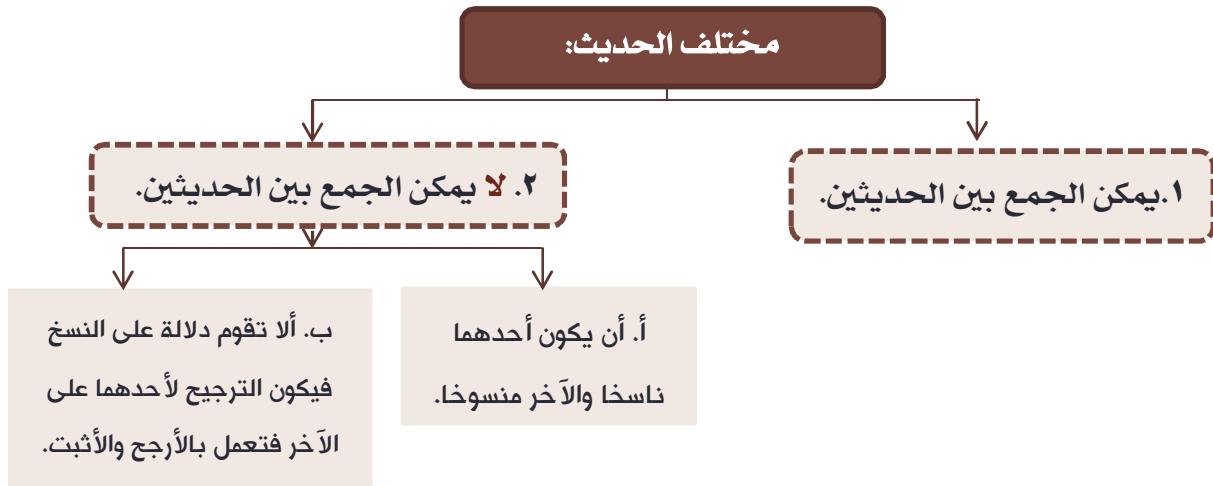 مختلف الحديث:
١.يمكن الجمع بين الحديثين.
٢. لا يمكن الجمع بين الحديثين.
أ. أن يكون أحدهما
ناسخا والآخر منسوخا.
ب. ألا تقوم دلالة على النسخ
فيكون الترجيح لأحدهما على
الآخر فتعمل بالأرجح والأثبت.